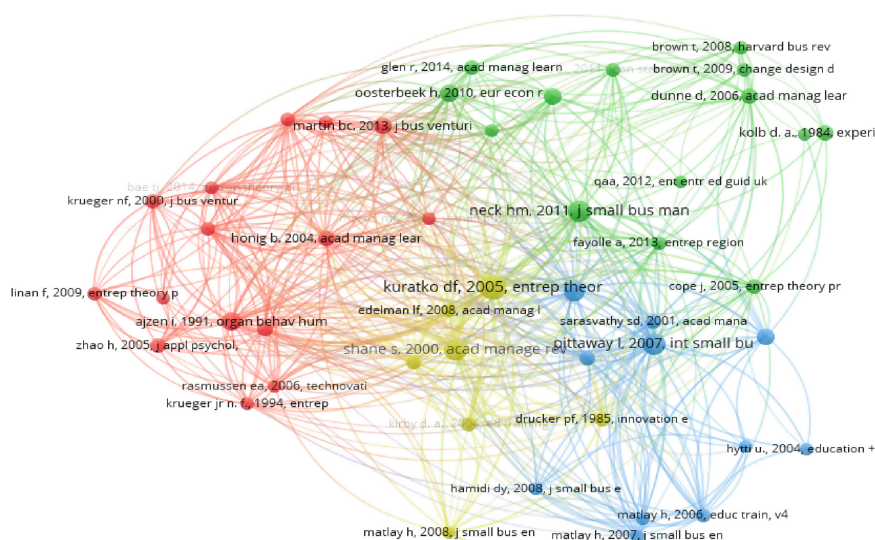 brown t, 2008, harvard bus rev
glen r, 2014, acad manag learn
brown t, 2009, change design d
oosterbeek h, 2010, eur econ r
dunne d, 2006, acad manag lear
martin bc, 2013, j bus venturi
kolb d. a., 1984, experi
qaa, 2012, ent entr ed guid uk
krueger nf, 2000, j bus ventur
neck hm, 2011, j small bus man
honig b. 2004, acad manag lear
fayolle a, 2013, entrep region
kuratko df, 2005, entrep theor
cope j, 2005, entrep theory pr
linan f, 2009, entrep theory p
edelman lf, 2008, acad manag l
ajzen i, 1991, organ behav hum
sarasvathy sd, 2001, acad mana
zhao h, 2005, j appl psychol,
shane s, 2000, acad manage rev
pittaway l, 2007, int small bu
rasmussen ea, 2006, technovati
krueger jr n. f., 1994, entrep
drucker pf, 1985, innovation e
kirby d. a.,
hytti u., 2004, education +
hamidi dy, 2008, j small bus e
matlay h, 2006, educ train, v4
matlay h, 2008, j small bus en
matlay h, 2007, j small bus en